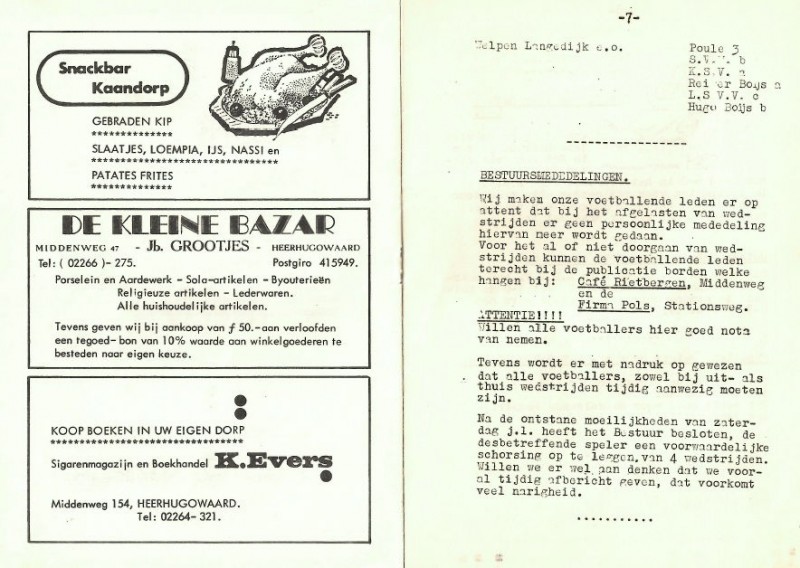 Snackbar
Kaandorp
GEBRADEN KIP
**************
SLAATJES, LOEMPIA, IJS, NASSI en
********************************
PATATES FRITES
**************
DE KLEINE BAZAR
MIDDENWEG 47 - Jb. GROOTJES - HEERHUGOWAARD
Tel: ( 02266 )- 275. Postgiro 415949.
Porselein en Aardewerk - Sola-artikelen - Byouterieën
Religieuze artikelen - Lederwaren.
Alle huishoudelijke artikelen.
Tevens geven wij bij aankoop van ƒ 50.-aan verloofden
een tegoed-bon van 10% waarde aan winkelgoederen te
besteden naar eigen keuze.
KOOP BOEKEN IN UW EIGEN DORP
Sigarenmagazijn en Boekhandel K.Evers
Middenweg 154, HEERHUGOWAARD.
Tel: 02264-321.
-7-
Welpen Langedijk e.o. Poule 3
S.V.W. b
K.S.V. a
Reiger Boys a
L.S.V.V. c
Hugo Boijs b
BESTUURSMEDEDELINGEN.
Wij maken onze voetballende leden er op
attent dat bij het afgelasten van wed-
strijden er geen persoonlijke mededeling
hiervan meer wordt gedaan.
Voor het al of niet doorgaan van wed-
strijden kunnen de voetballende leden
terecht bij de publicatie borden welke
hangen bij: Café Rietbergen, Middenweg
en de
Firma Pols, Stationsweg.
ATTENTIE!!!!
Willen alle voetballers hier goed nota
van nemen.
Tevens wordt er met nadruk op gewezen
dat alle voetballers, zowel bij uit- als
thuis wedstrijden tijdig aanwezig moeten
zijn.
Na de ontstane moeilijheden van zater-
dag j.l. heeft het Bestuur besloten, de
desbetreffende speler een voorwaardelijke
schorsing op te leggen van 4 wedstrijden.
Willen we er wel aan denken dat we voor-
al tijdig afbericht geven, dat voorkomt
veel narigheid.
...........